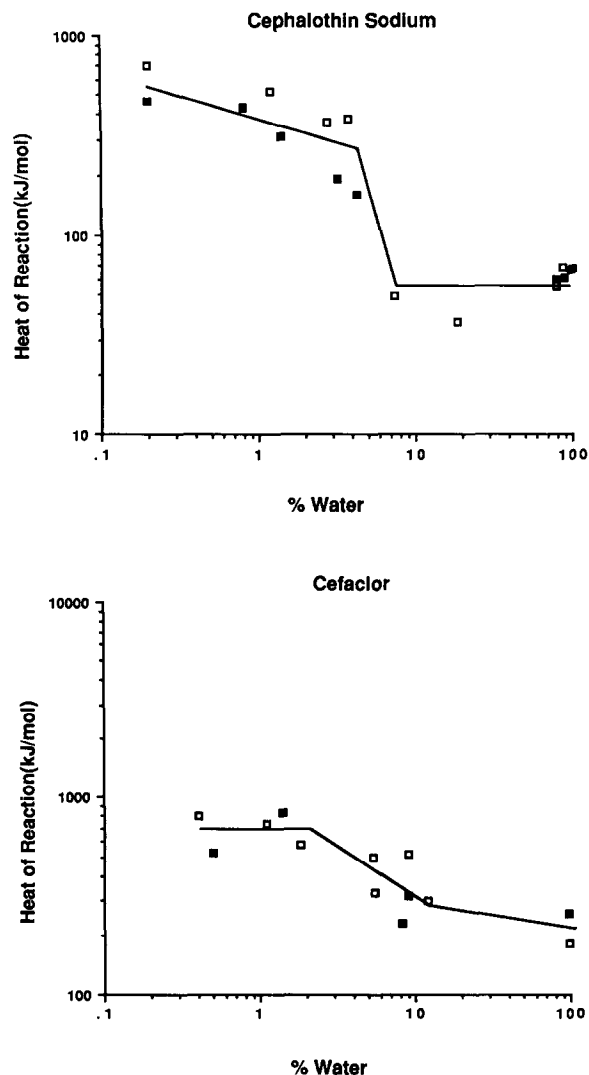 Cephalothin Sodium
1000
100
10
Heat of Reaction(kJ/mol)
.1 1 10 100
% Water
Cefaclor
10000
1000
100
Heat of Reaction(kJ/mol)
.1 1 10 100
% Water